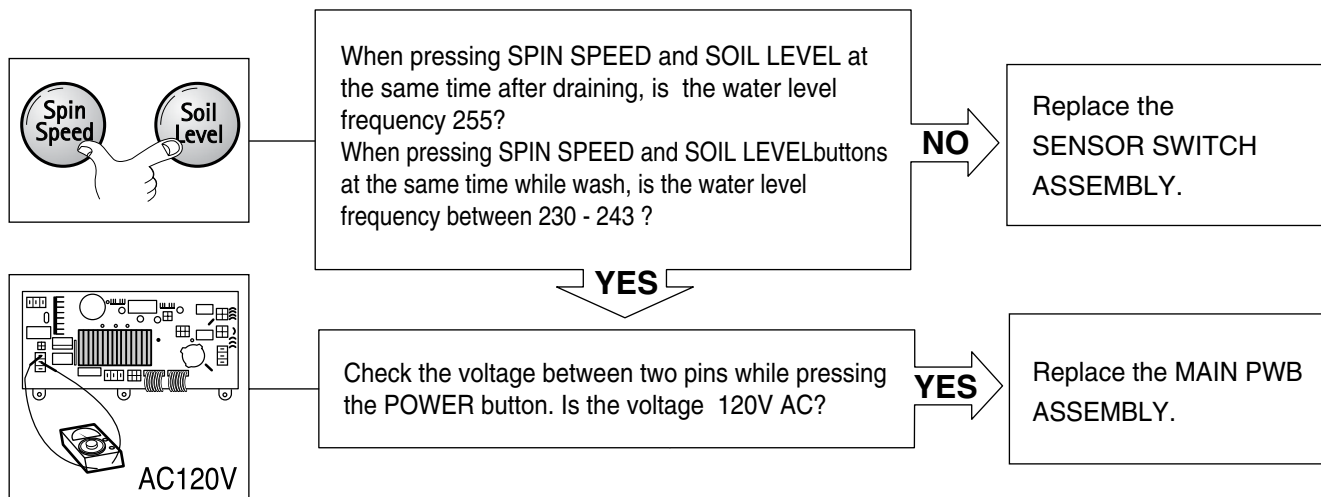 Spin
Speed
Soil
Level
When pressing SPIN SPEED and SOIL LEVEL at
the same time after draining, is the water level
frequency 255?
When pressing SPIN SPEED and SOIL LEVELbuttons
at the same time while wash, is the water level
frequency between 230 - 243 ?
NO
Replace the
SENSOR SWITCH
ASSEMBLY.
YES
AC120V
Check the voltage between two pins while pressing
the POWER button. Is the voltage 120V AC?
YES
Replace the MAIN PWB
ASSEMBLY.